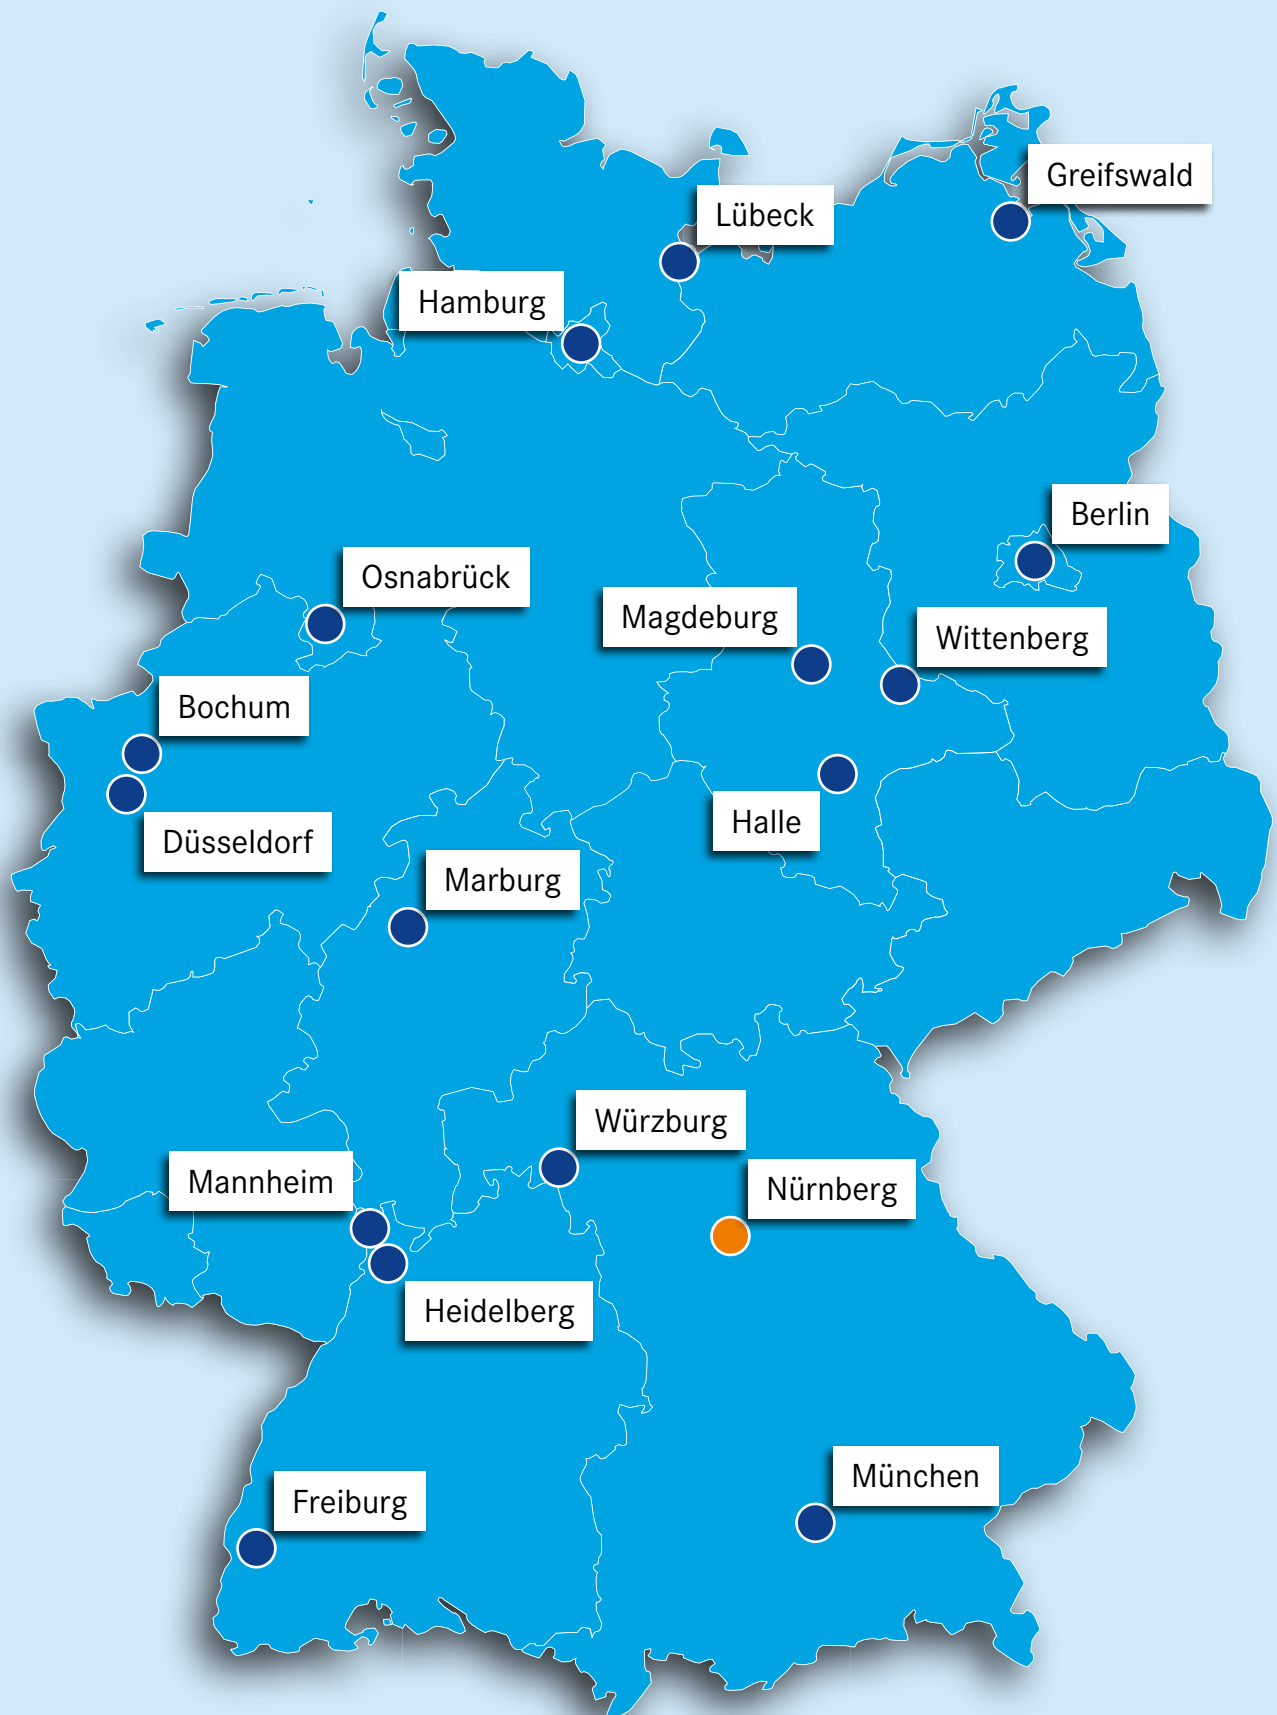 Greifswald
Lübeck
Hamburg
Berlin
Osnabrück
Magdeburg
Wittenberg
Bochum
Halle
Düsseldorf
Marburg
Würzburg
Mannheim
Nürnberg
Heidelberg
München
Freiburg